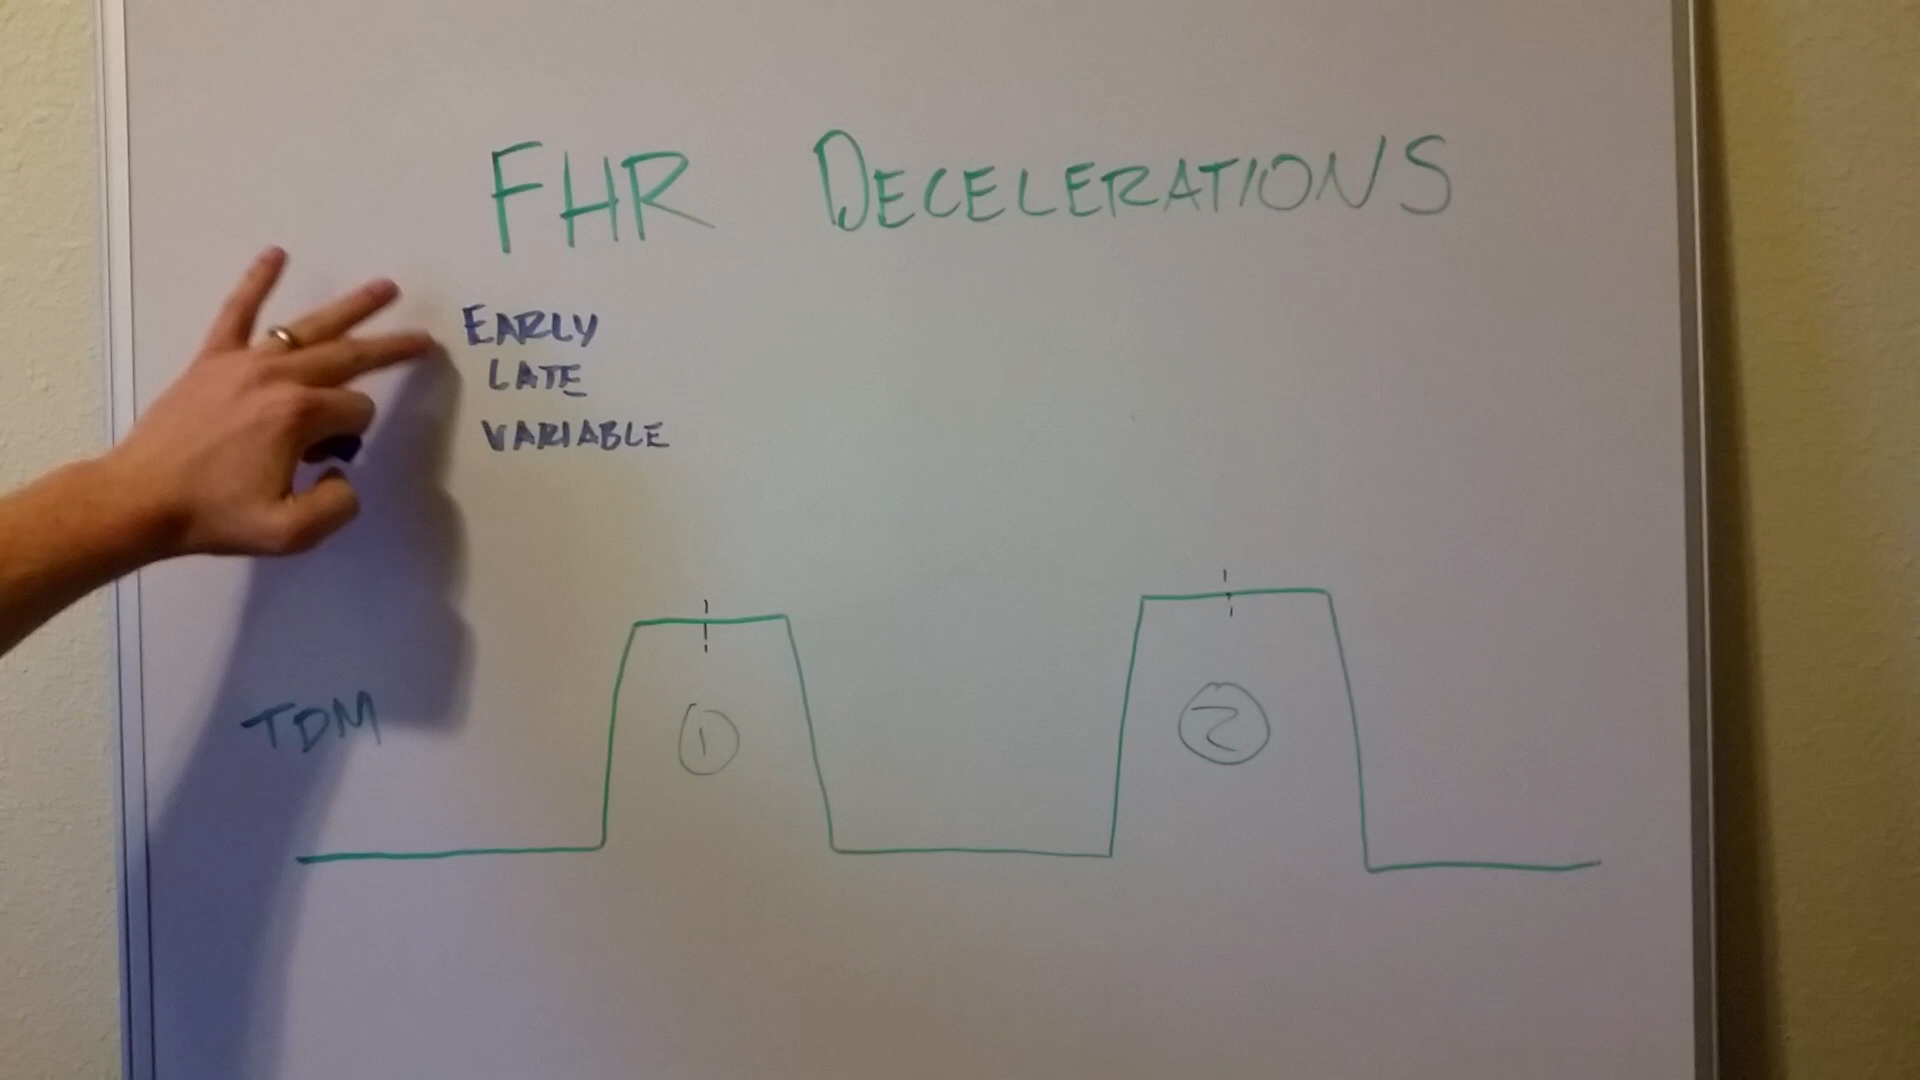 FHR DECELERATIONS
EARLY
LATE
VARIABLE
TDM
1
2